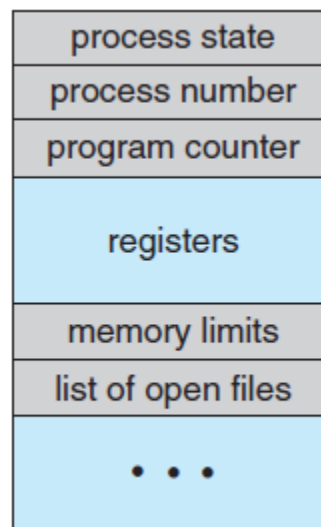 process state
process number
program counter
registers
memory limits
list of open files
• • •